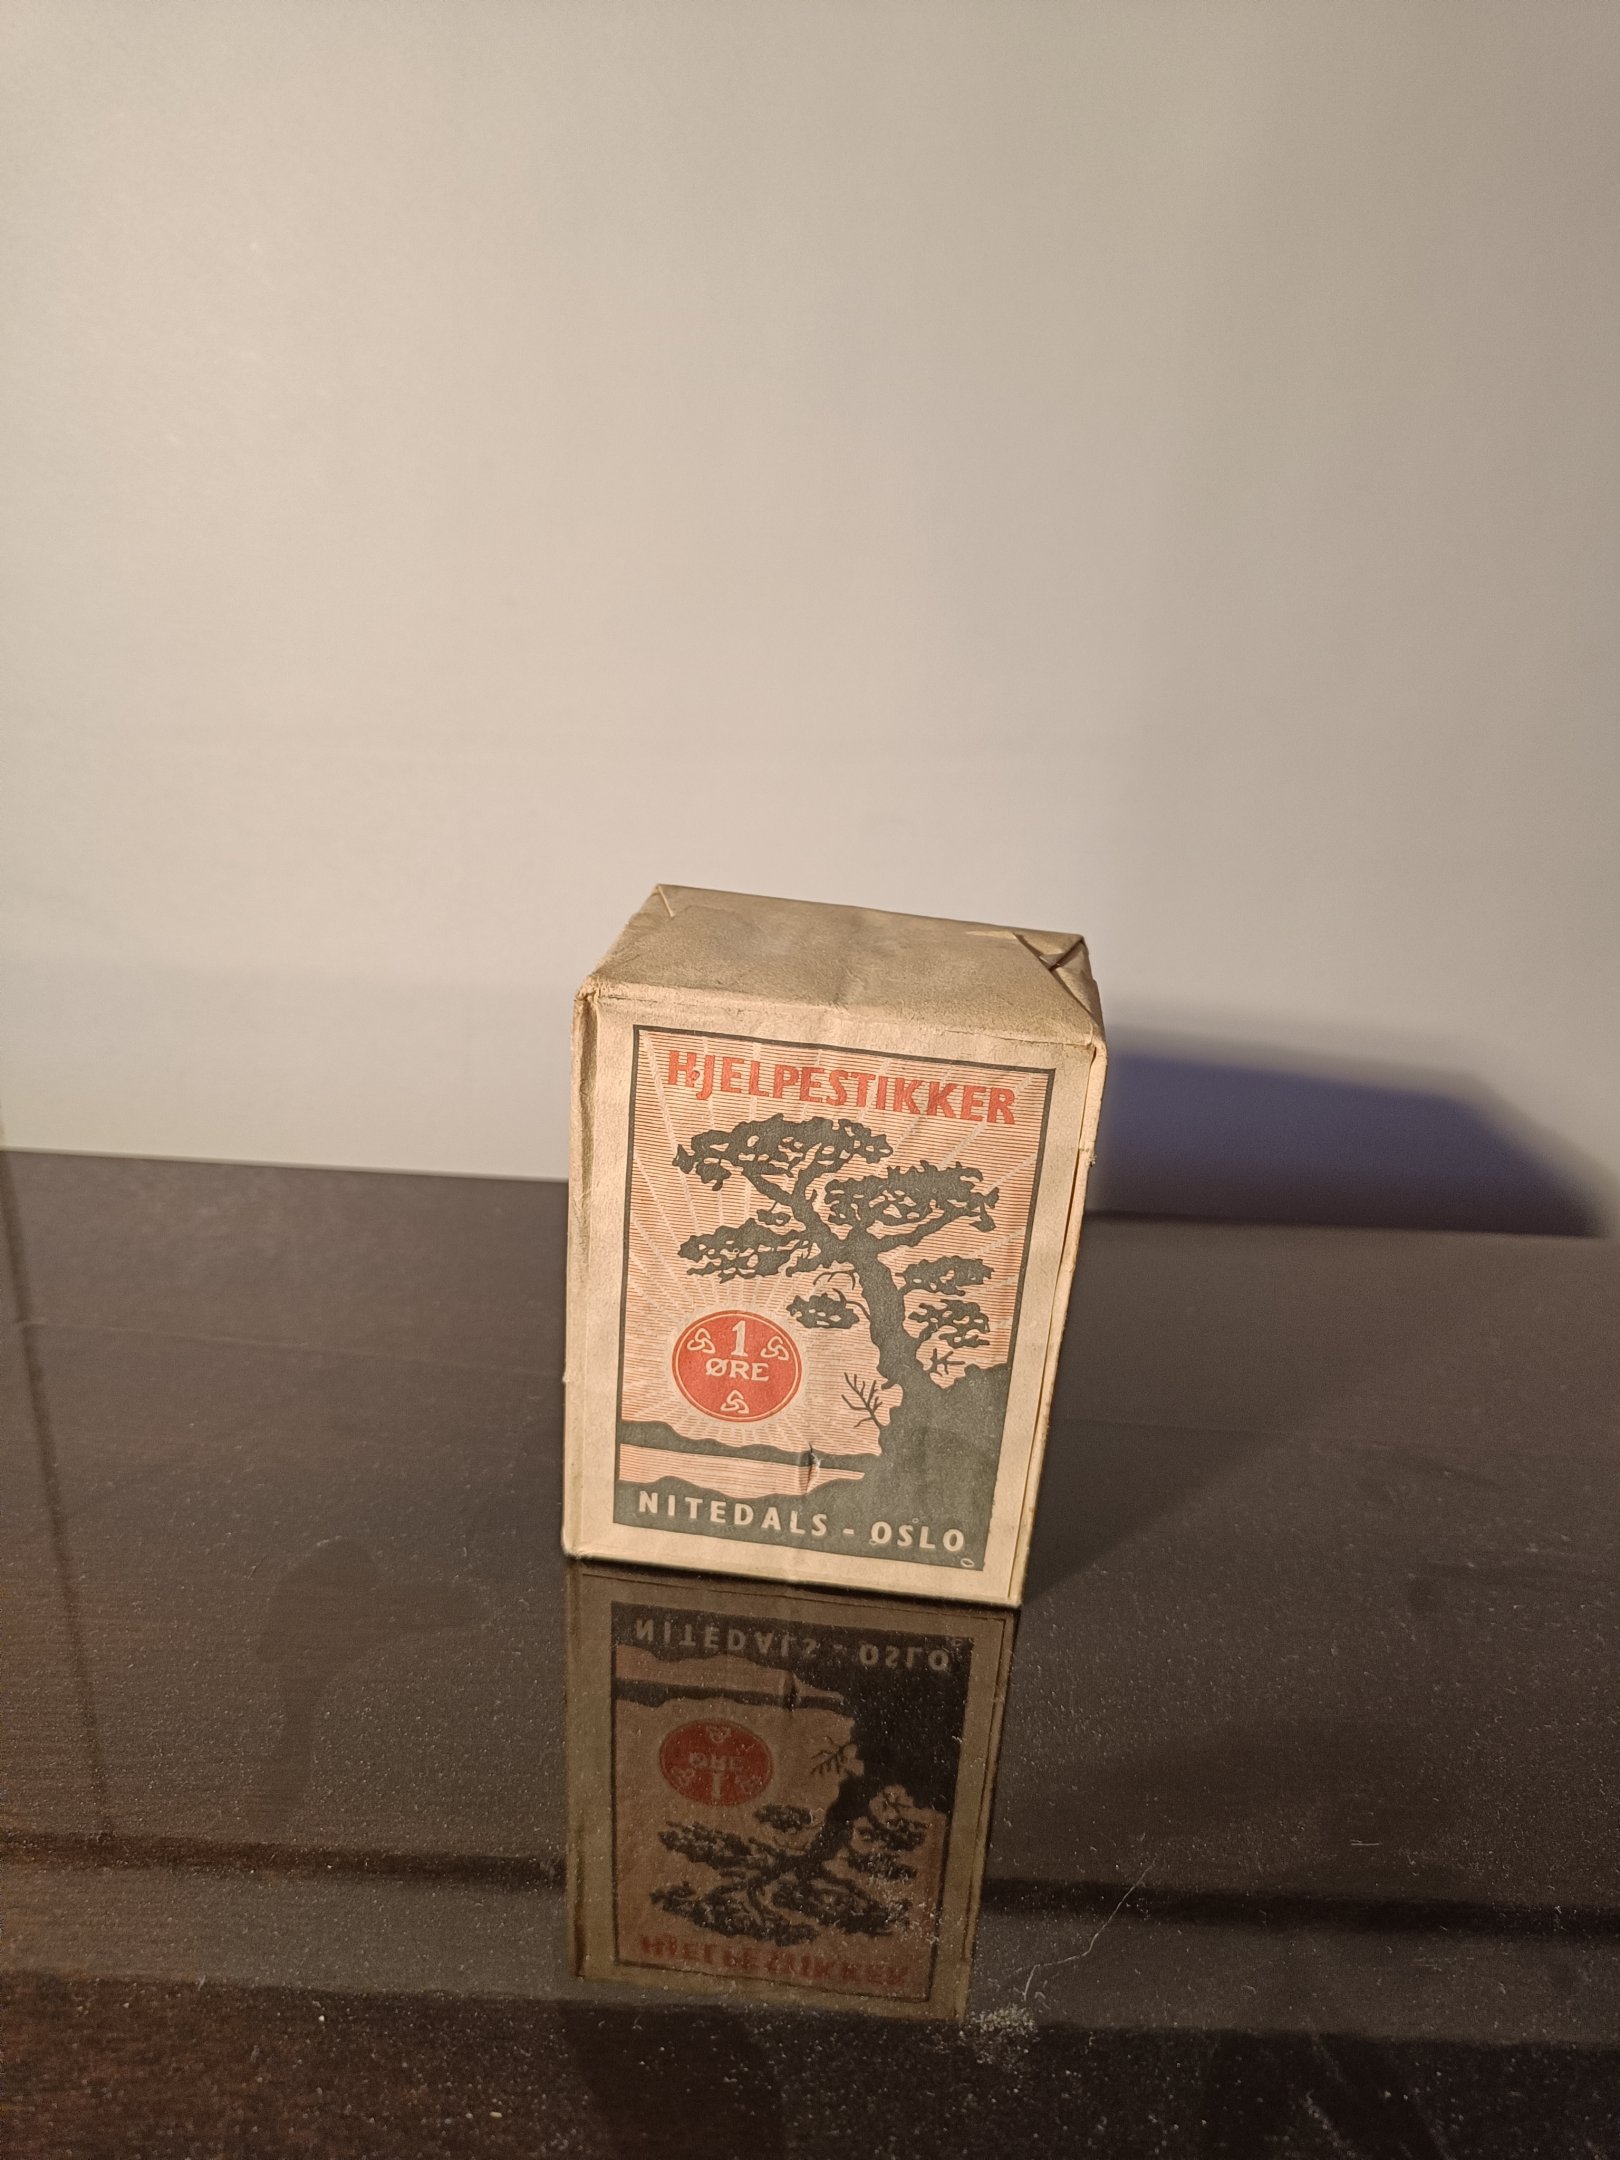 HJELPESTIKKER
1
ØRE
NITEDALS - OSLO